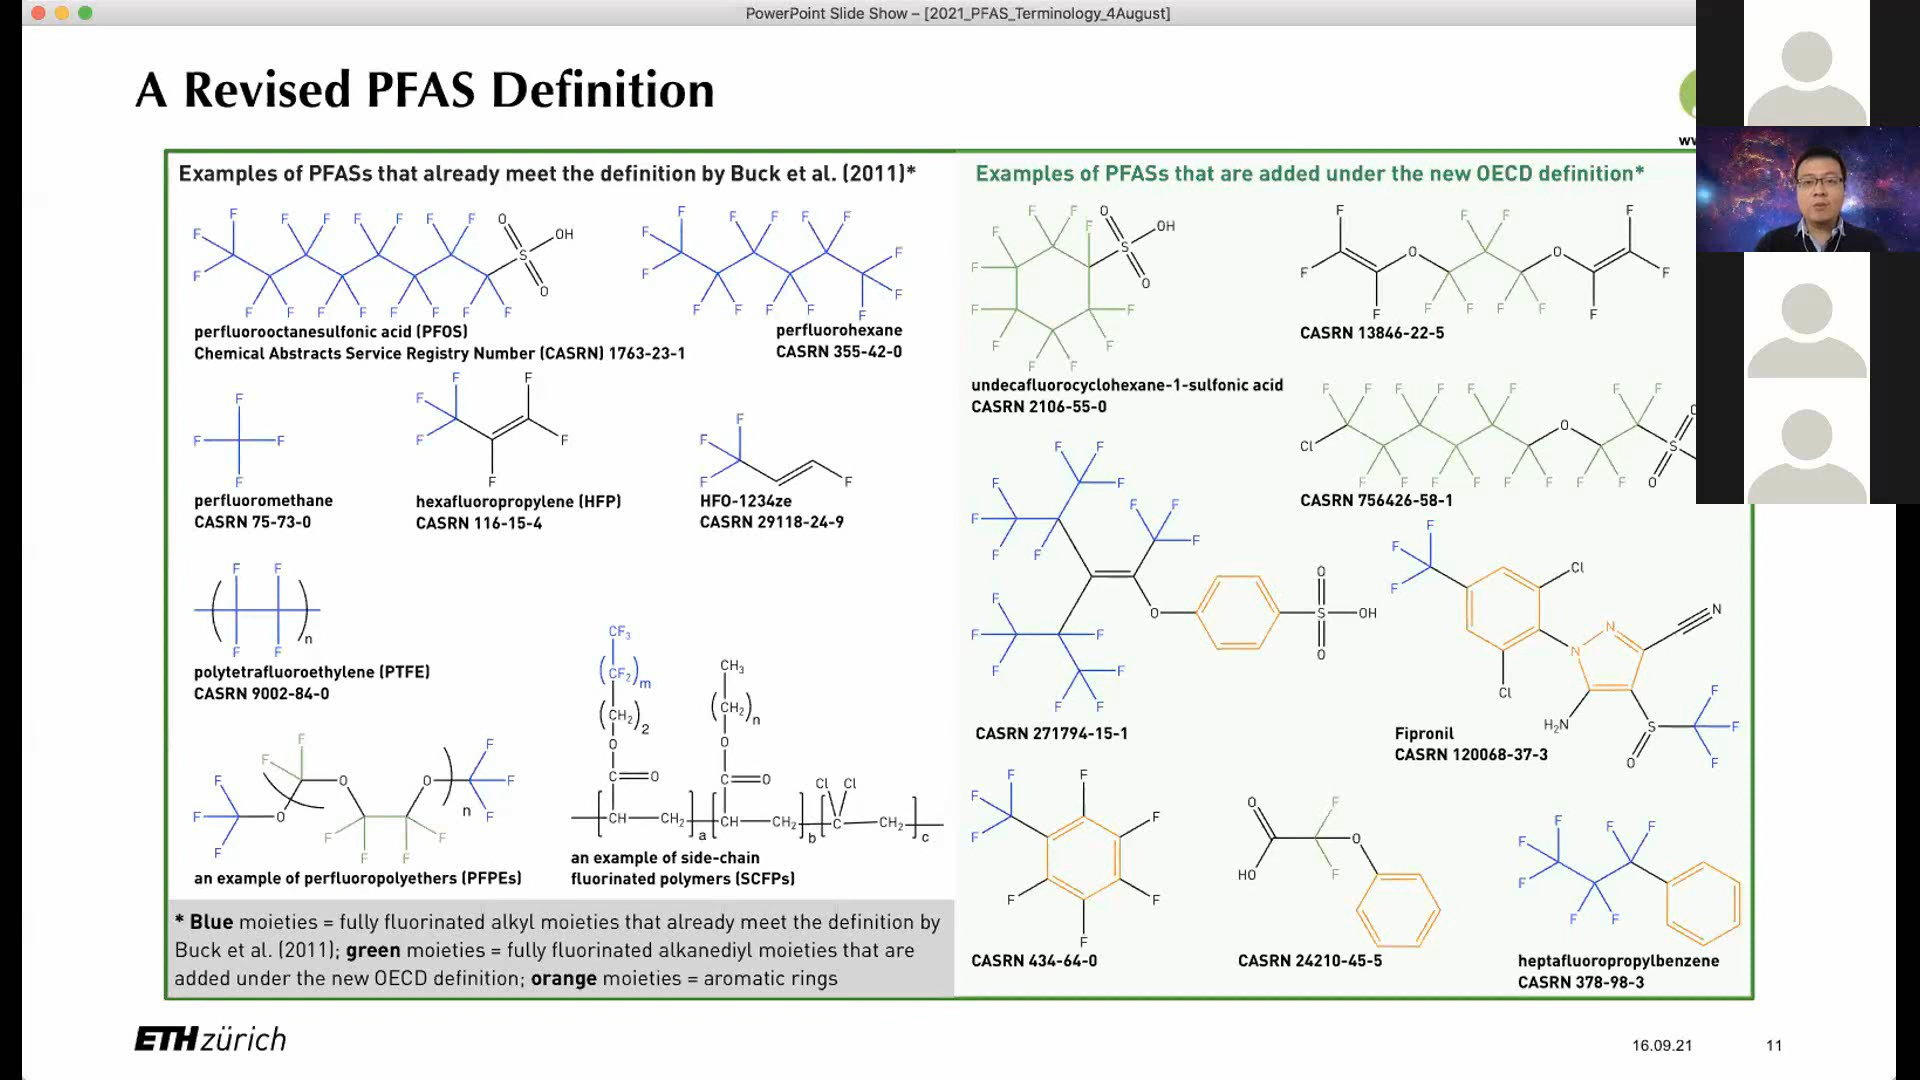 PowerPoint Slide Show – [2021_PFAS_Terminology_4August]
A Revised PFAS Definition
Examples of PFASs that already meet the definition by Buck et al. (2011)*
perfluorooctanesulfonic acid (PFOS)
Chemical Abstracts Service Registry Number (CASRN) 1763-23-1
perfluorohexane
CASRN 355-42-0
perfluoromethane
CASRN 75-73-0
hexafluoropropylene (HFP)
CASRN 116-15-4
HFO-1234ze
CASRN 29118-24-9
polytetrafluoroethylene (PTFE)
CASRN 9002-84-0
an example of perfluoropolyethers (PFPEs)
an example of side-chain
fluorinated polymers (SCFPs)
* Blue moieties = fully fluorinated alkyl moieties that already meet the definition by
Buck et al. (2011); green moieties = fully fluorinated alkanediyl moieties that are
added under the new OECD definition; orange moieties = aromatic rings
Examples of PFASs that are added under the new OECD definition*
undecafluorocyclohexane-1-sulfonic acid
CASRN 2106-55-0
CASRN 13846-22-5
CASRN 756426-58-1
CASRN 271794-15-1
Fipronil
CASRN 120068-37-3
CASRN 434-64-0
CASRN 24210-45-5
heptafluoropropylbenzene
CASRN 378-98-3
ETH zürich
16.09.21
11